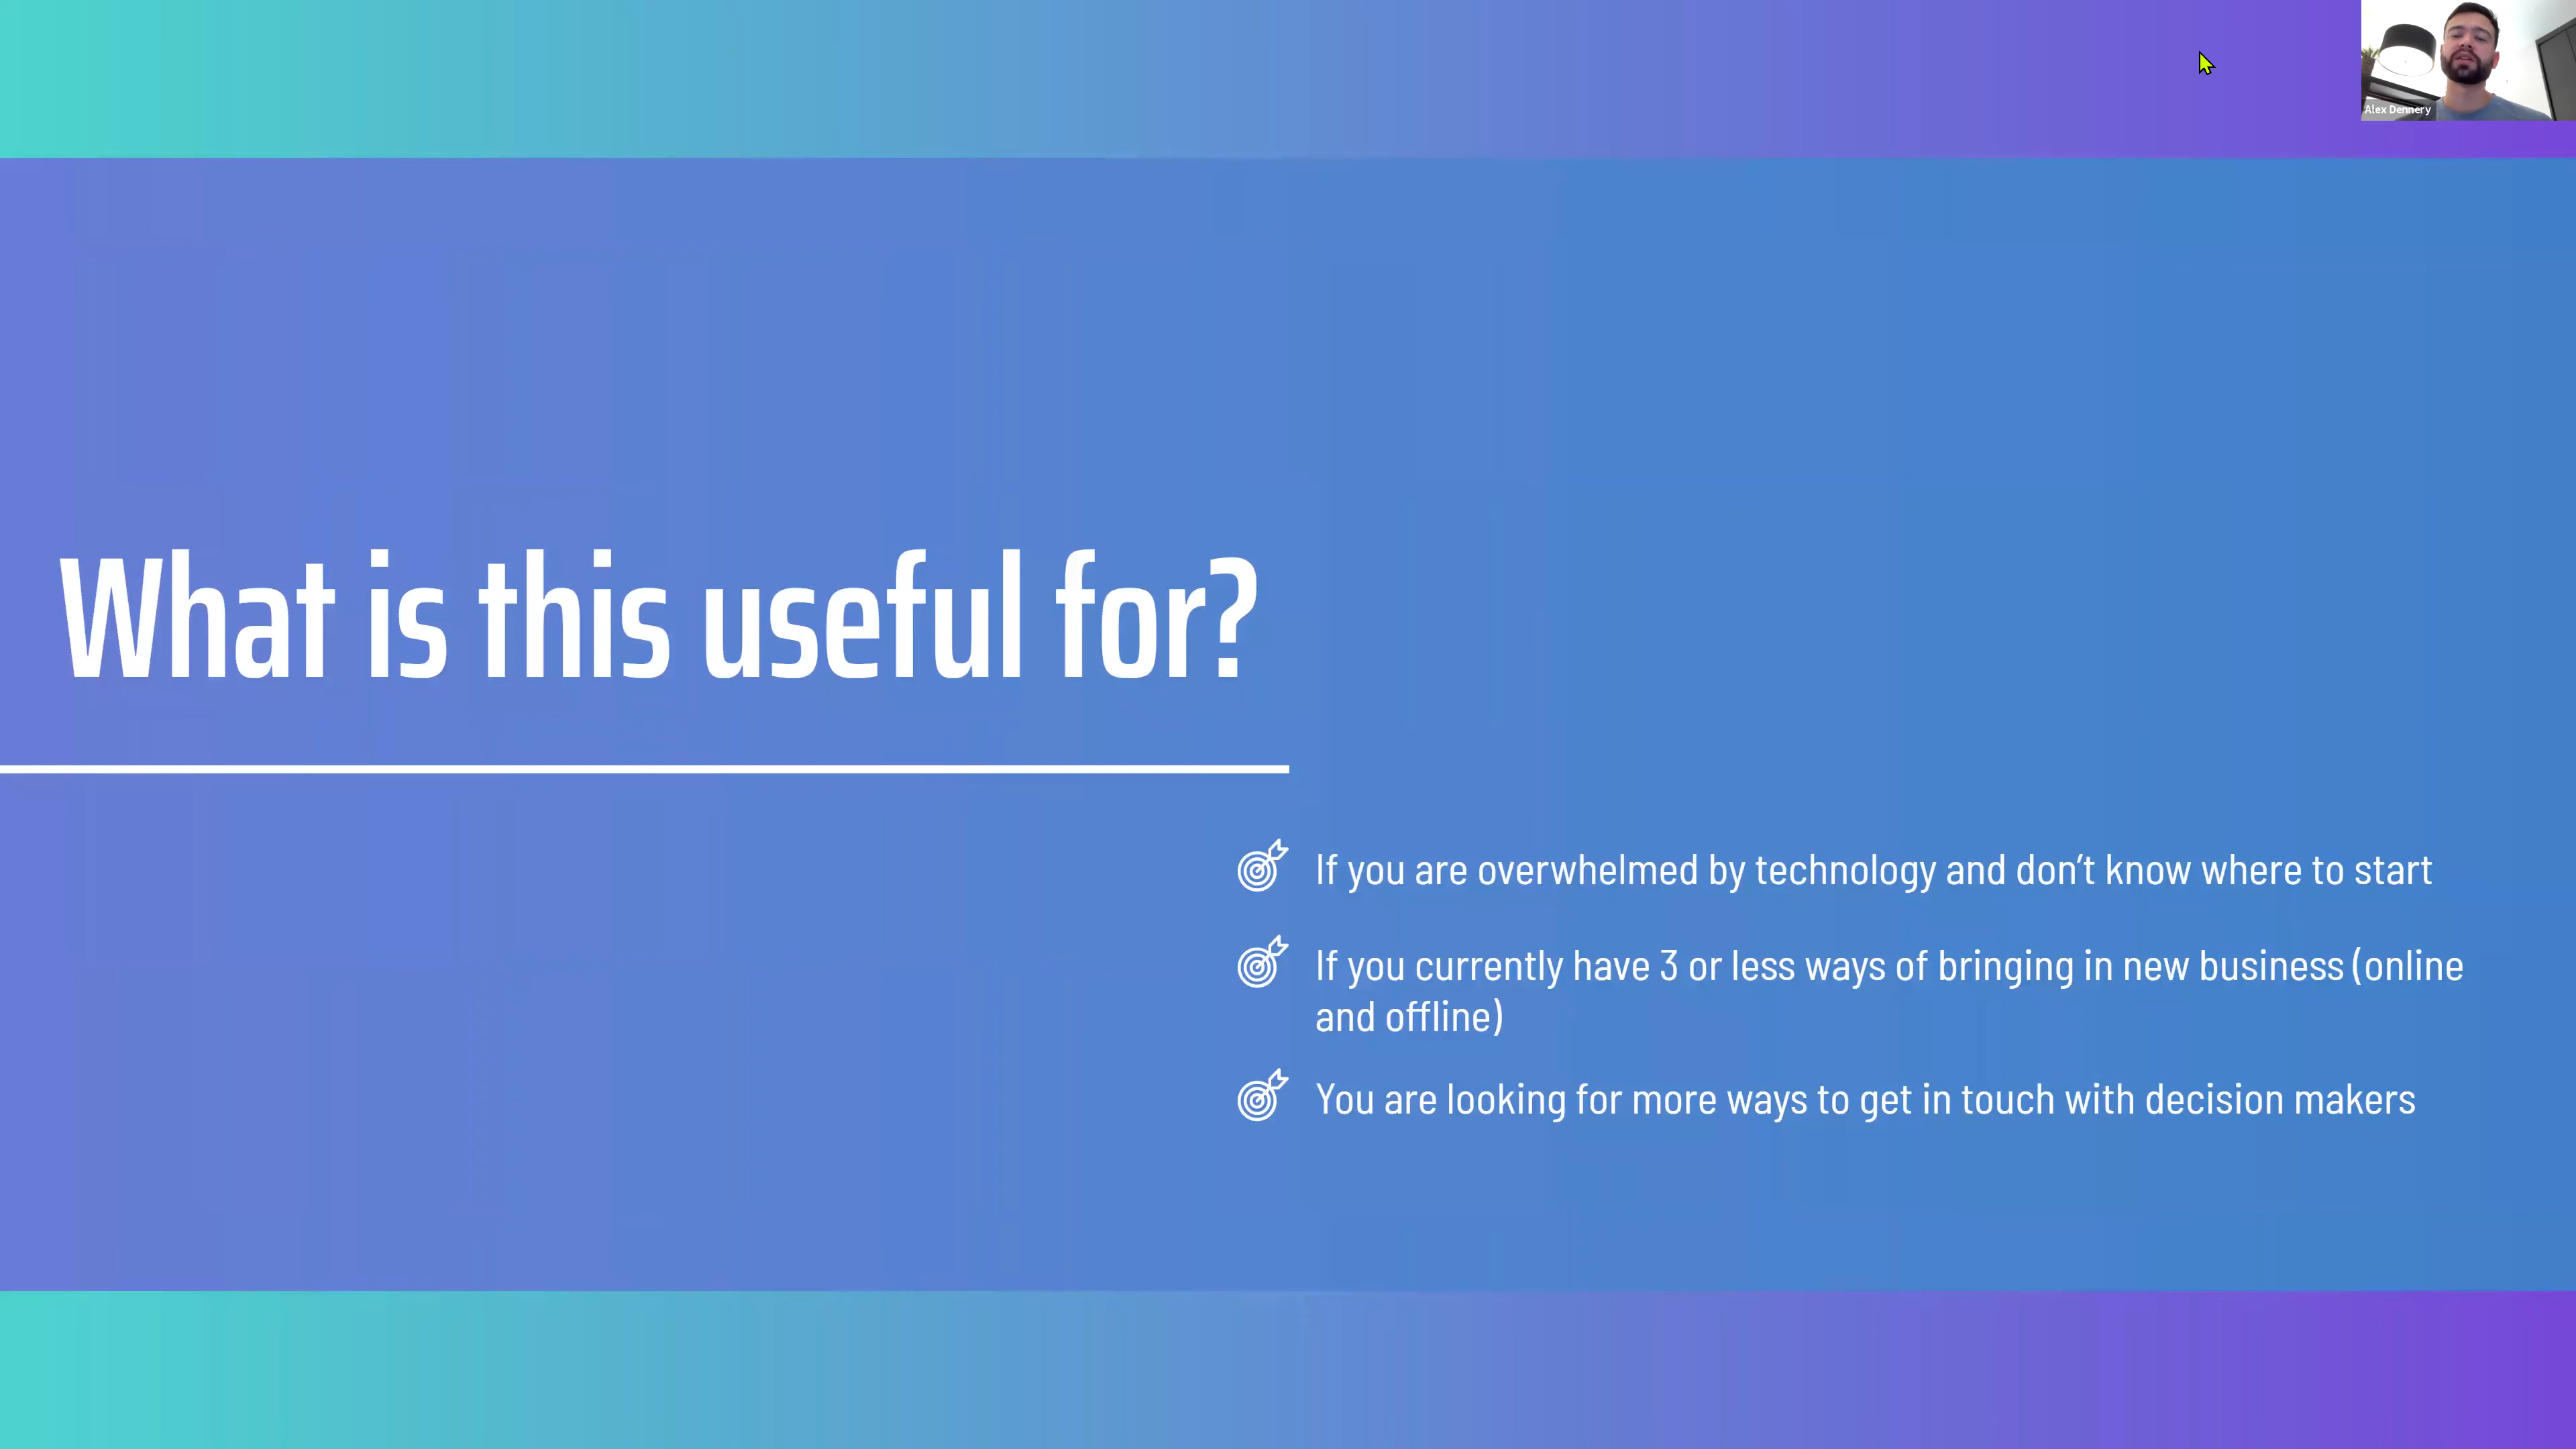 Alex Dennery
What is this useful for?
If you are overwhelmed by technology and don’t know where to start
If you currently have 3 or less ways of bringing in new business (online
and offline)
You are looking for more ways to get in touch with decision makers